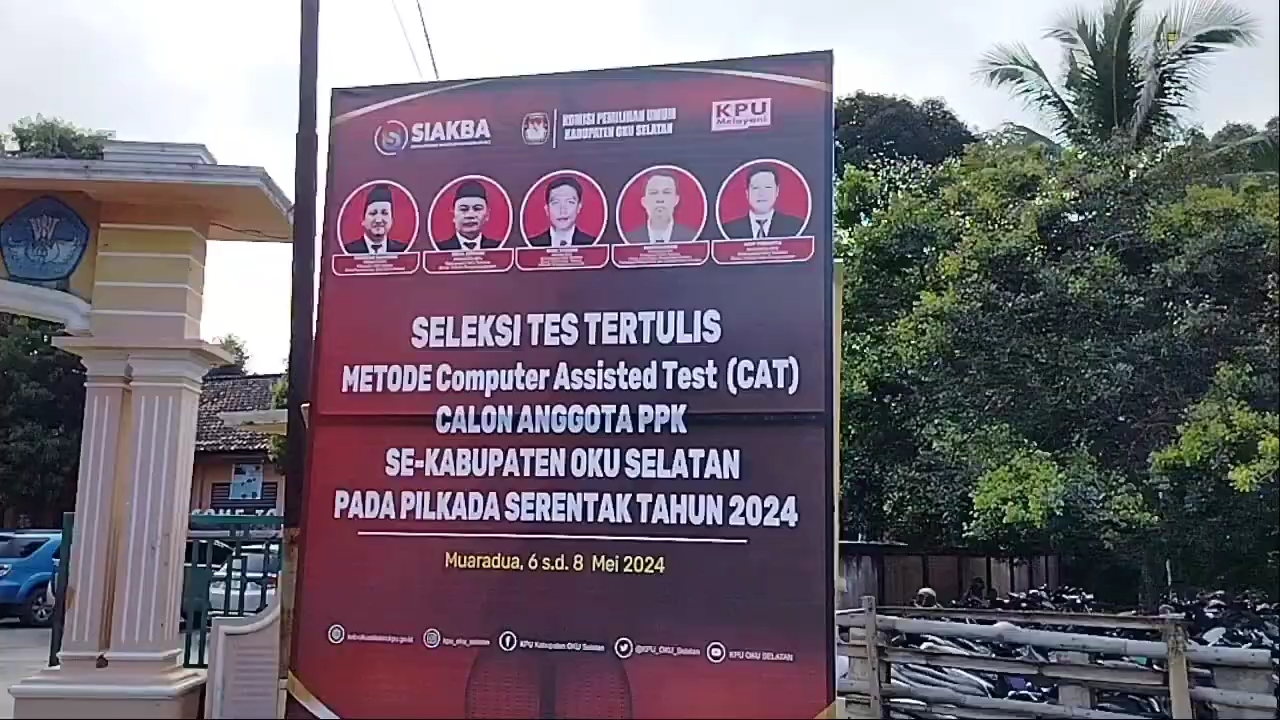 SIAKBA
KOMISI PEMILIHAN UMUM
KABUPATEN OKU SELATAN
KPU
Melayani
SELEKSI TES TERTULIS
METODE Computer Assisted Test (CAT)
CALON ANGGOTA PPK
SE-KABUPATEN OKU SELATAN
PADA PILKADA SERENTAK TAHUN 2024
Muaradua, 6 s.d. 8 Mei 2024
kpu_oku_selatan
KPU Kabupaten OKU Selatan
@KPU_OKU_Selatan
KPU OKU SELATAN